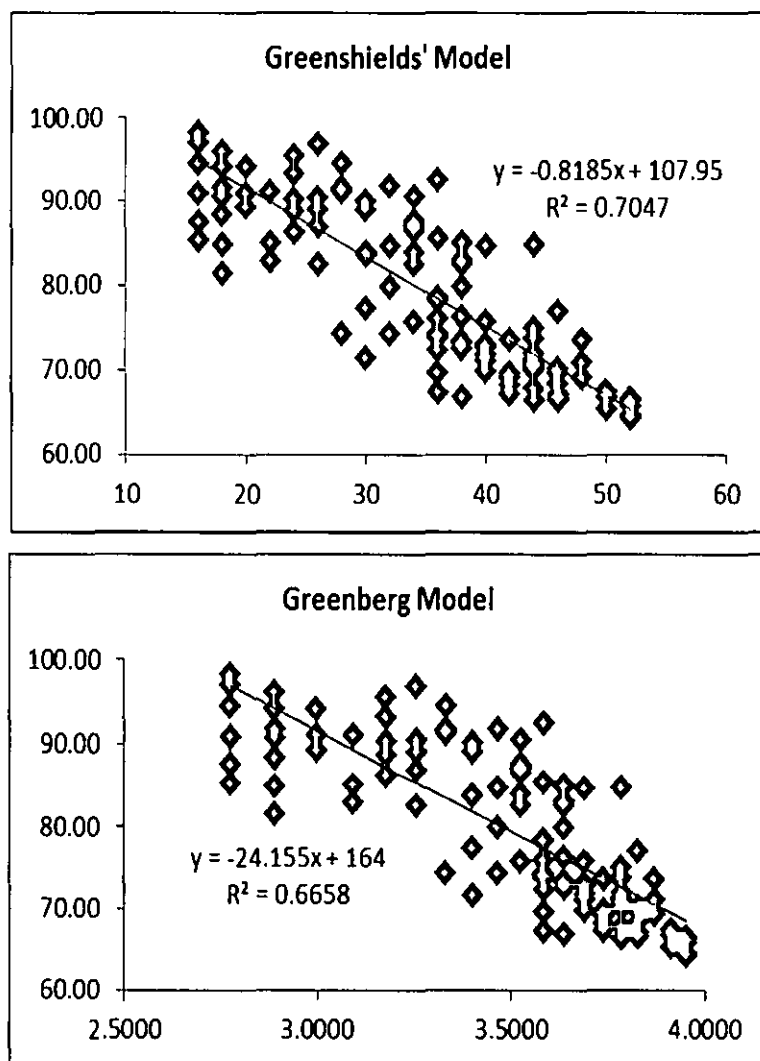 Greenshields' Model
100.00
90.00
80.00
70.00
60.00
y = -0.8185x + 107.95
R² = 0.7047
10 20 30 40 50 60
Greenberg Model
100.00
90.00
80.00
70.00
60.00
y = -24.155x + 164
R² = 0.6658
2.5000 3.0000 3.5000 4.0000